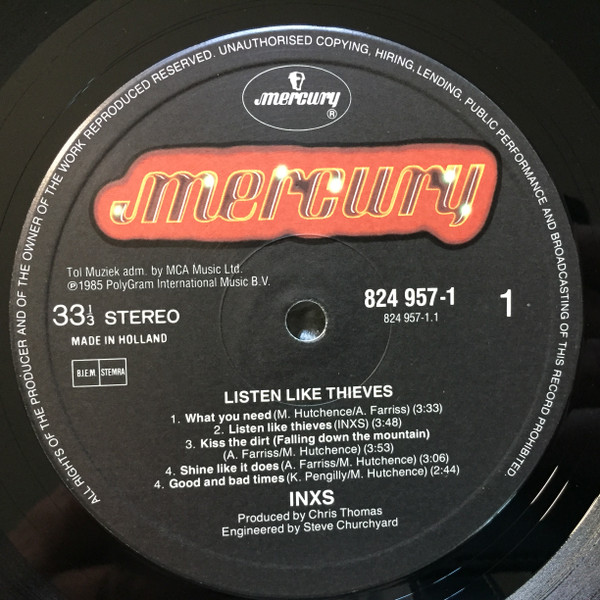 ALL RIGHTS OF THE PRODUCER AND OF THE OWNER OF THE WORK REPRODUCED RESERVED. UNAUTHORISED COPYING, HIRING, LENDING, PUBLIC PERFORMANCE AND BROADCASTING OF THIS RECORD PROHIBITED
mercury
®
mercury
Tol Muziek adm. by MCA Music Ltd.
℗1985 PolyGram International Music B.V.
33 1/3 STEREO
MADE IN HOLLAND
B.I.E.M. STEMRA
824 957-1
824 957-1.1
1
LISTEN LIKE THIEVES
1. What you need (M. Hutchence/A. Farriss) (3:33)
2. Listen like thieves (INXS) (3:48)
3. Kiss the dirt (Falling down the mountain)
(A. Farriss/M. Hutchence) (3:53)
4. Shine like it does (A. Farriss/M. Hutchence) (3:06)
4. Good and bad times (K. Pengilly/M. Hutchence) (2:44)
INXS
Produced by Chris Thomas
Engineered by Steve Churchyard